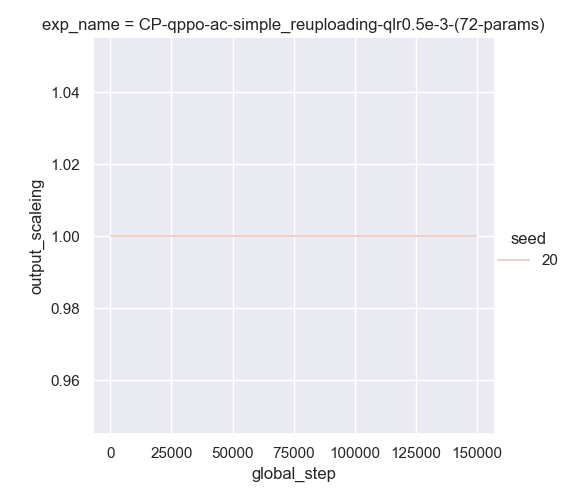 exp_name = CP-qppo-ac-simple_reuploading-qlr0.5e-3-(72-params)
1.04
1.02
1.00
0.98
0.96
output_scaleing
seed
20
0 25000 50000 75000 100000 125000 150000
global_step